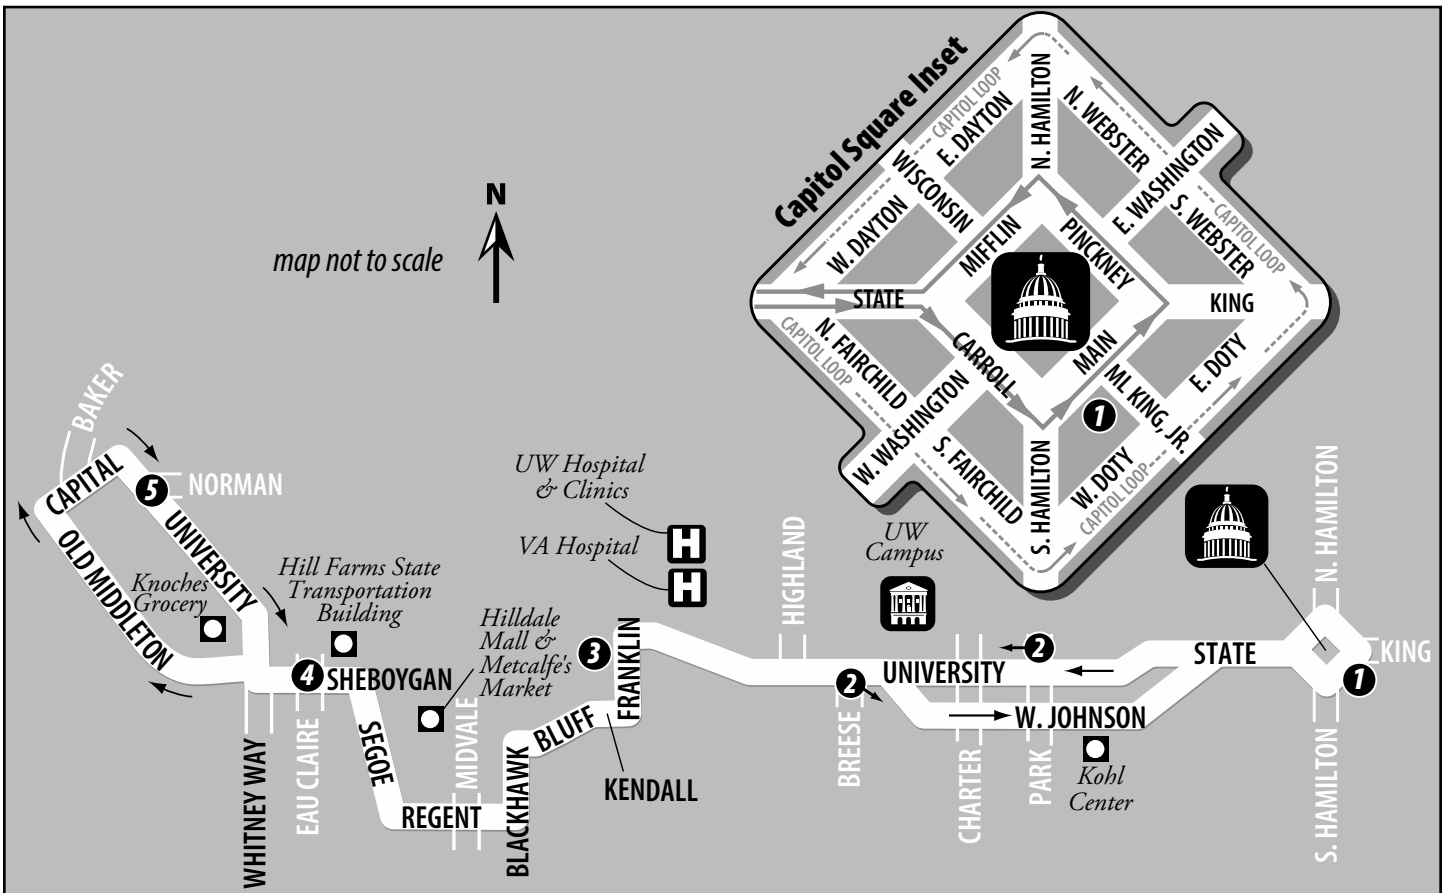 Capitol Square Inset
CAPITOL LOOP
E. DAYTON
N. HAMILTON
N. WEBSTER
E. WASHINGTON
WISCONSIN
W. DAYTON
MIFFLIN
PINCKNEY
S. WEBSTER
CAPITOL LOOP
STATE
KING
CAPITOL LOOP
N. FAIRCHILD
CARROLL
MAIN
ML KING, JR.
E. DOTY
1
W. WASHINGTON
S. FAIRCHILD
S. HAMILTON
W. DOTY
CAPITOL LOOP
N
map not to scale
BAKER
CAPITAL
5
NORMAN
UNIVERSITY
OLD MIDDLETON
Knoches
Grocery
Hill Farms State
Transportation
Building
UW Hospital
& Clinics
H
VA Hospital
H
Hilldale
Mall &
Metcalfe's
Market
4
SHEBOYGAN
WHITNEY WAY
EAU CLAIRE
SEGOE
REGENT
MIDVALE
BLACKHAWK
BLUFF
KENDALL
FRANKLIN
3
HIGHLAND
UW
Campus
2
BREESE
UNIVERSITY
2
W. JOHNSON
CHARTER
PARK
Kohl
Center
STATE
N. HAMILTON
KING
1
S. HAMILTON